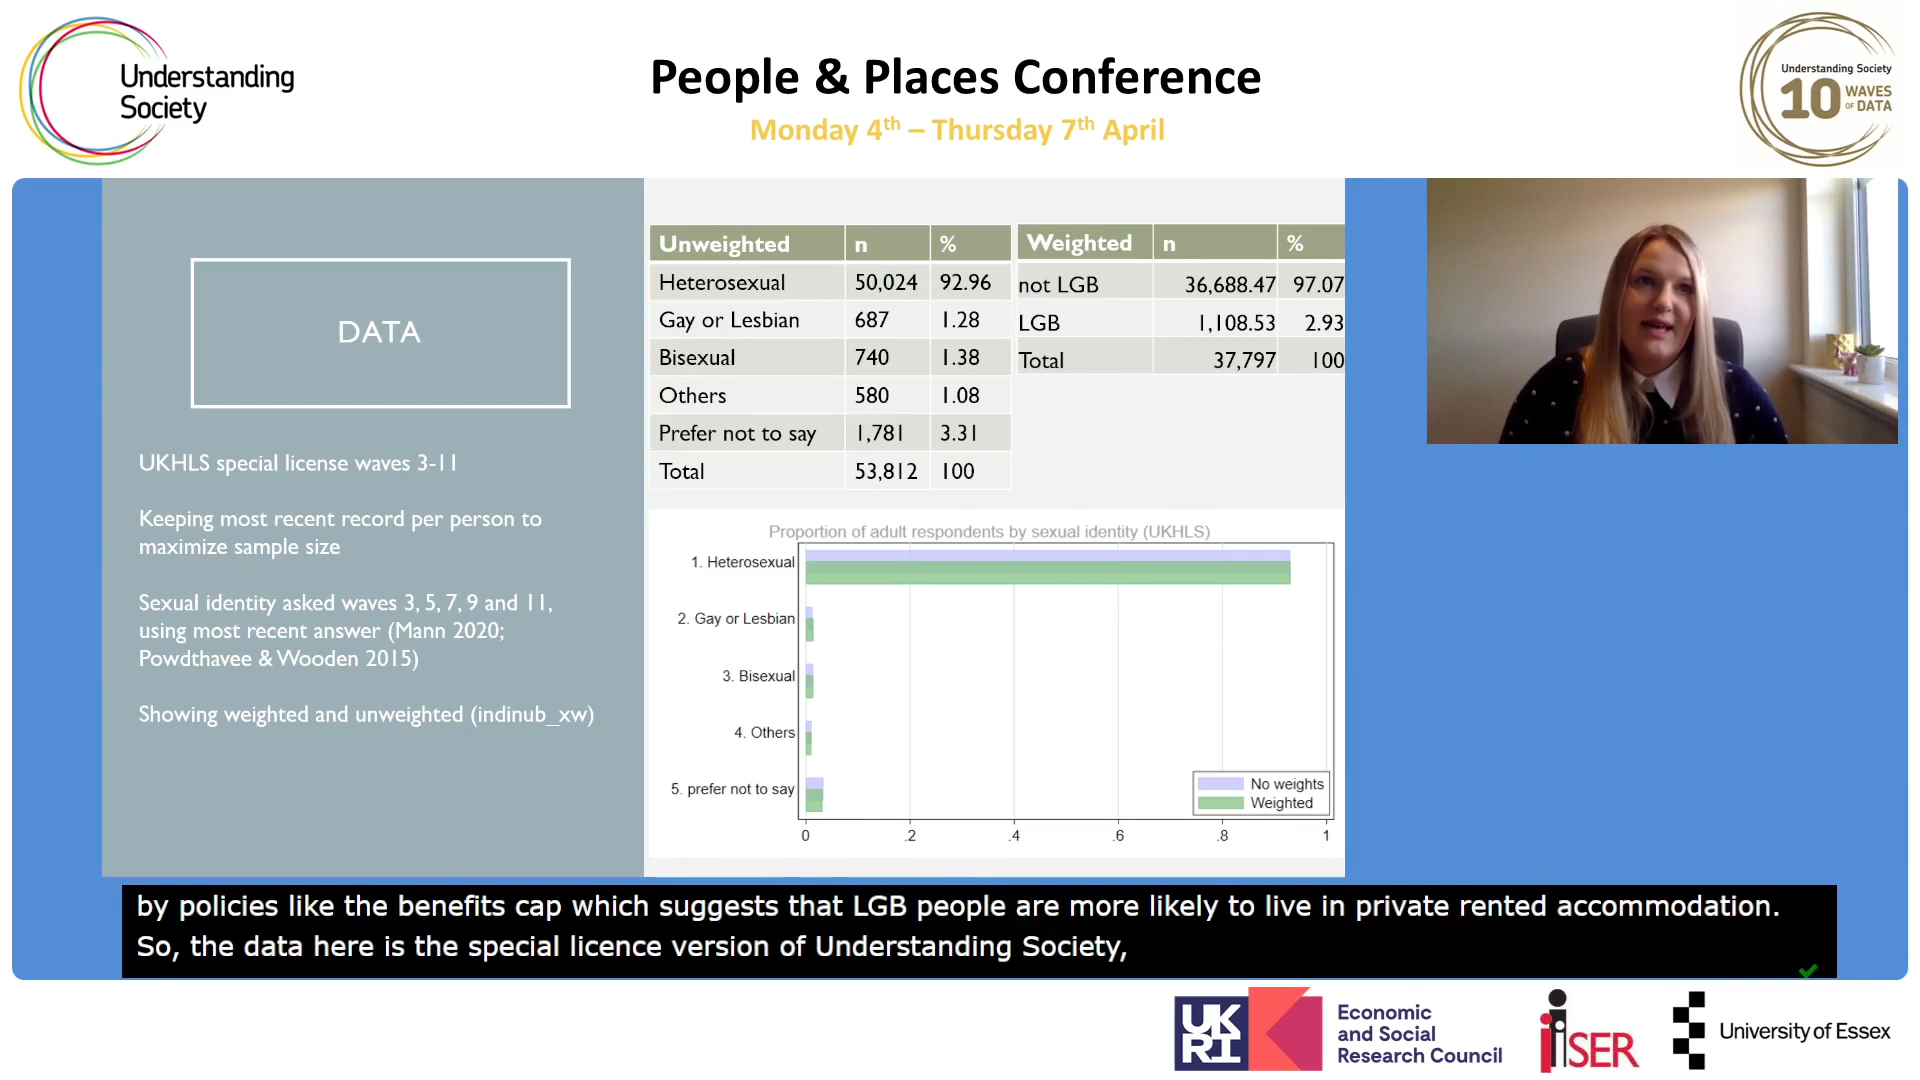 Understanding
Society
People & Places Conference
Monday 4th – Thursday 7th April
Understanding Society
10 WAVES
OF DATA
DATA
UKHLS special license waves 3-11
Keeping most recent record per person to
maximize sample size
Sexual identity asked waves 3, 5, 7, 9 and 11,
using most recent answer (Mann 2020;
Powdthavee & Wooden 2015)
Showing weighted and unweighted (indinub_xw)
Unweighted n %
Heterosexual 50,024 92.96
Gay or Lesbian 687 1.28
Bisexual 740 1.38
Others 580 1.08
Prefer not to say 1,781 3.31
Total 53,812 100
Weighted n %
not LGB 36,688.47 97.07
LGB 1,108.53 2.93
Total 37,797 100
Proportion of adult respondents by sexual identity (UKHLS)
1. Heterosexual
2. Gay or Lesbian
3. Bisexual
4. Others
5. prefer not to say
No weights
Weighted
0 .2 .4 .6 .8 1
by policies like the benefits cap which suggests that LGB people are more likely to live in private rented accommodation.
So, the data here is the special licence version of Understanding Society,
UK
RI
Economic
and Social
Research Council
iSER
University of Essex